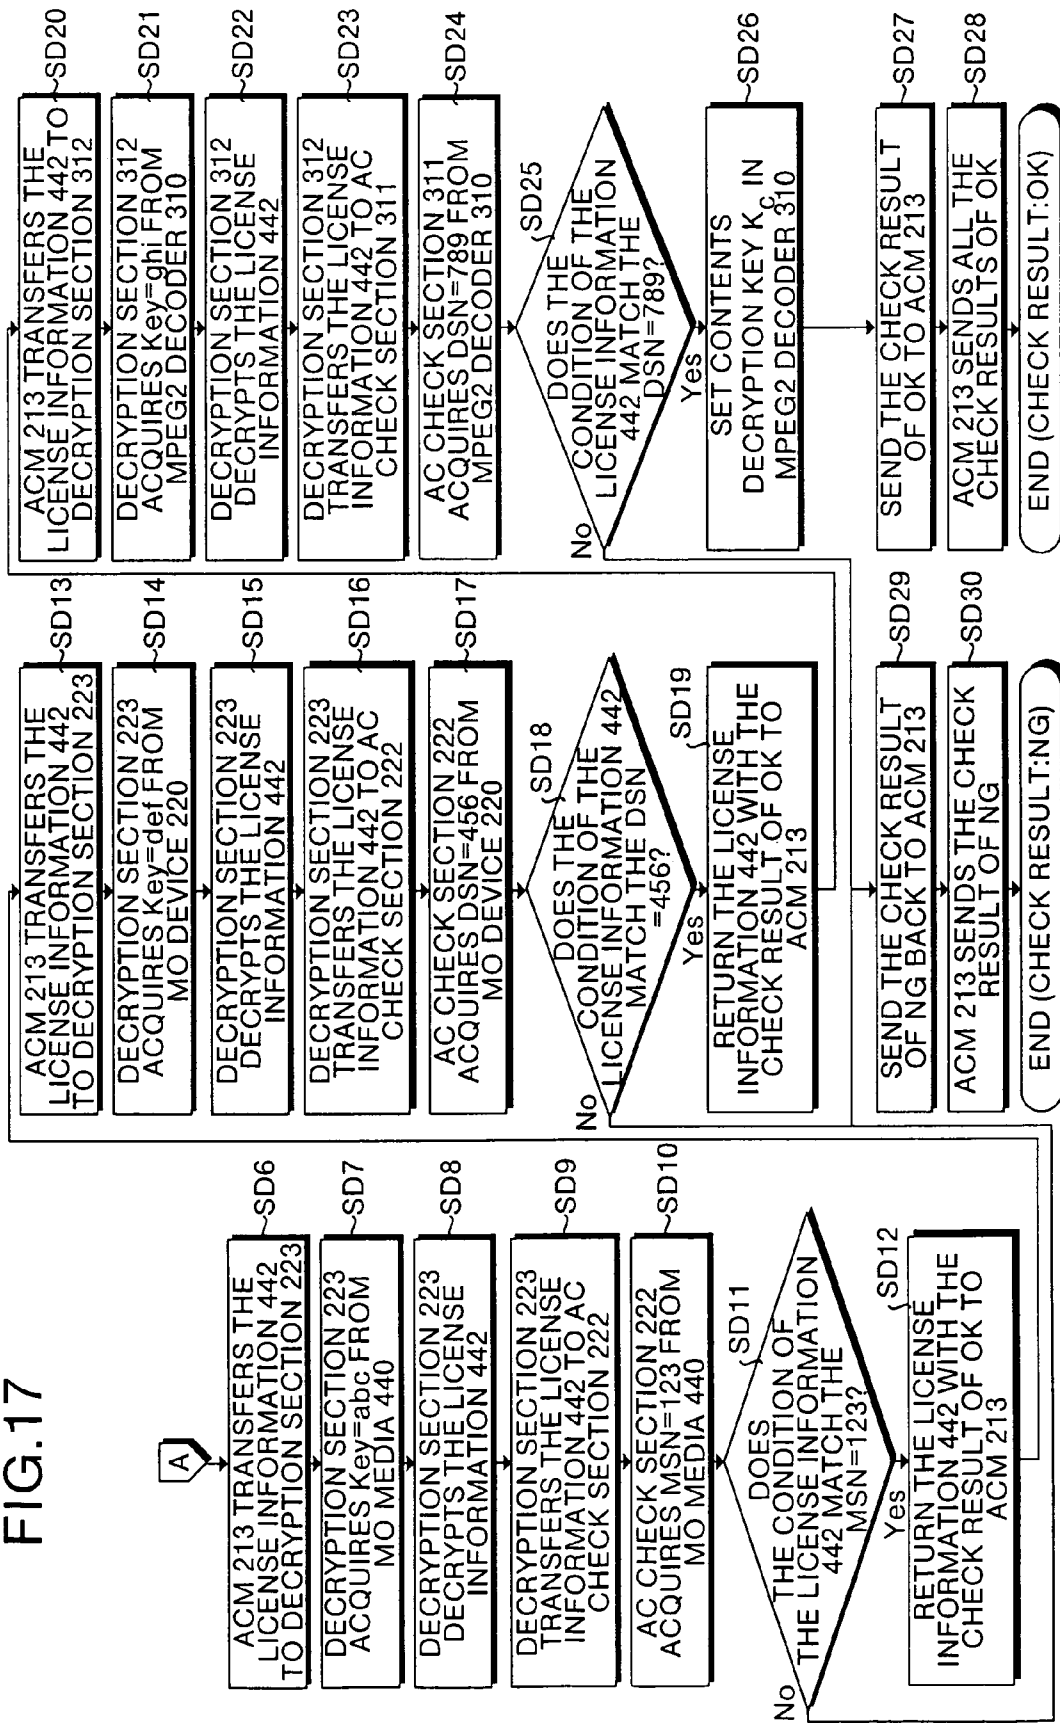 FIG.17
A
ACM 213 TRANSFERS THE
LICENSE INFORMATION 442
TO DECRYPTION SECTION 223
SD6
DECRYPTION SECTION 223
ACQUIRES Key=abc FROM
MO MEDIA 440
SD7
DECRYPTION SECTION 223
DECRYPTS THE LICENSE
INFORMATION 442
SD8
DECRYPTION SECTION 223
TRANSFERS THE LICENSE
INFORMATION 442 TO AC
CHECK SECTION 222
SD9
AC CHECK SECTION 222
ACQUIRES MSN=123 FROM
MO MEDIA 440
SD10
DOES
THE CONDITION OF
THE LICENSE INFORMATION
442 MATCH THE
MSN=123?
SD11
No
Yes
RETURN THE LICENSE
INFORMATION 442 WITH THE
CHECK RESULT OF OK TO
ACM 213
SD12
ACM 213 TRANSFERS THE
LICENSE INFORMATION 442
TO DECRYPTION SECTION 223
SD13
DECRYPTION SECTION 223
ACQUIRES Key=def FROM
MO DEVICE 220
SD14
DECRYPTION SECTION 223
DECRYPTS THE LICENSE
INFORMATION 442
SD15
DECRYPTION SECTION 223
TRANSFERS THE LICENSE
INFORMATION 442 TO AC
CHECK SECTION 222
SD16
AC CHECK SECTION 222
ACQUIRES DSN=456 FROM
MO DEVICE 220
SD17
DOES THE
CONDITION OF THE
LICENSE INFORMATION 442
MATCH THE DSN
=456?
SD18
No
Yes
RETURN THE LICENSE
INFORMATION 442 WITH THE
CHECK RESULT OF OK TO
ACM 213
SD19
ACM 213 TRANSFERS THE
LICENSE INFORMATION 442 TO
DECRYPTION SECTION 312
SD20
DECRYPTION SECTION 312
ACQUIRES Key=ghi FROM
MPEG2 DECODER 310
SD21
DECRYPTION SECTION 312
DECRYPTS THE LICENSE
INFORMATION 442
SD22
DECRYPTION SECTION 312
TRANSFERS THE LICENSE
INFORMATION 442 TO AC
CHECK SECTION 311
SD23
AC CHECK SECTION 311
ACQUIRES DSN=789 FROM
MPEG2 DECODER 310
SD24
DOES THE
CONDITION OF THE
LICENSE INFORMATION
442 MATCH THE
DSN=789?
SD25
No
Yes
SET CONTENTS
DECRYPTION KEY Kc IN
MPEG2 DECODER 310
SD26
SEND THE CHECK RESULT
OF OK TO ACM 213
SD27
ACM 213 SENDS ALL THE
CHECK RESULTS OF OK
SD28
END (CHECK RESULT:OK)
SEND THE CHECK RESULT
OF NG BACK TO ACM 213
SD29
ACM 213 SENDS THE CHECK
RESULT OF NG
SD30
END (CHECK RESULT:NG)